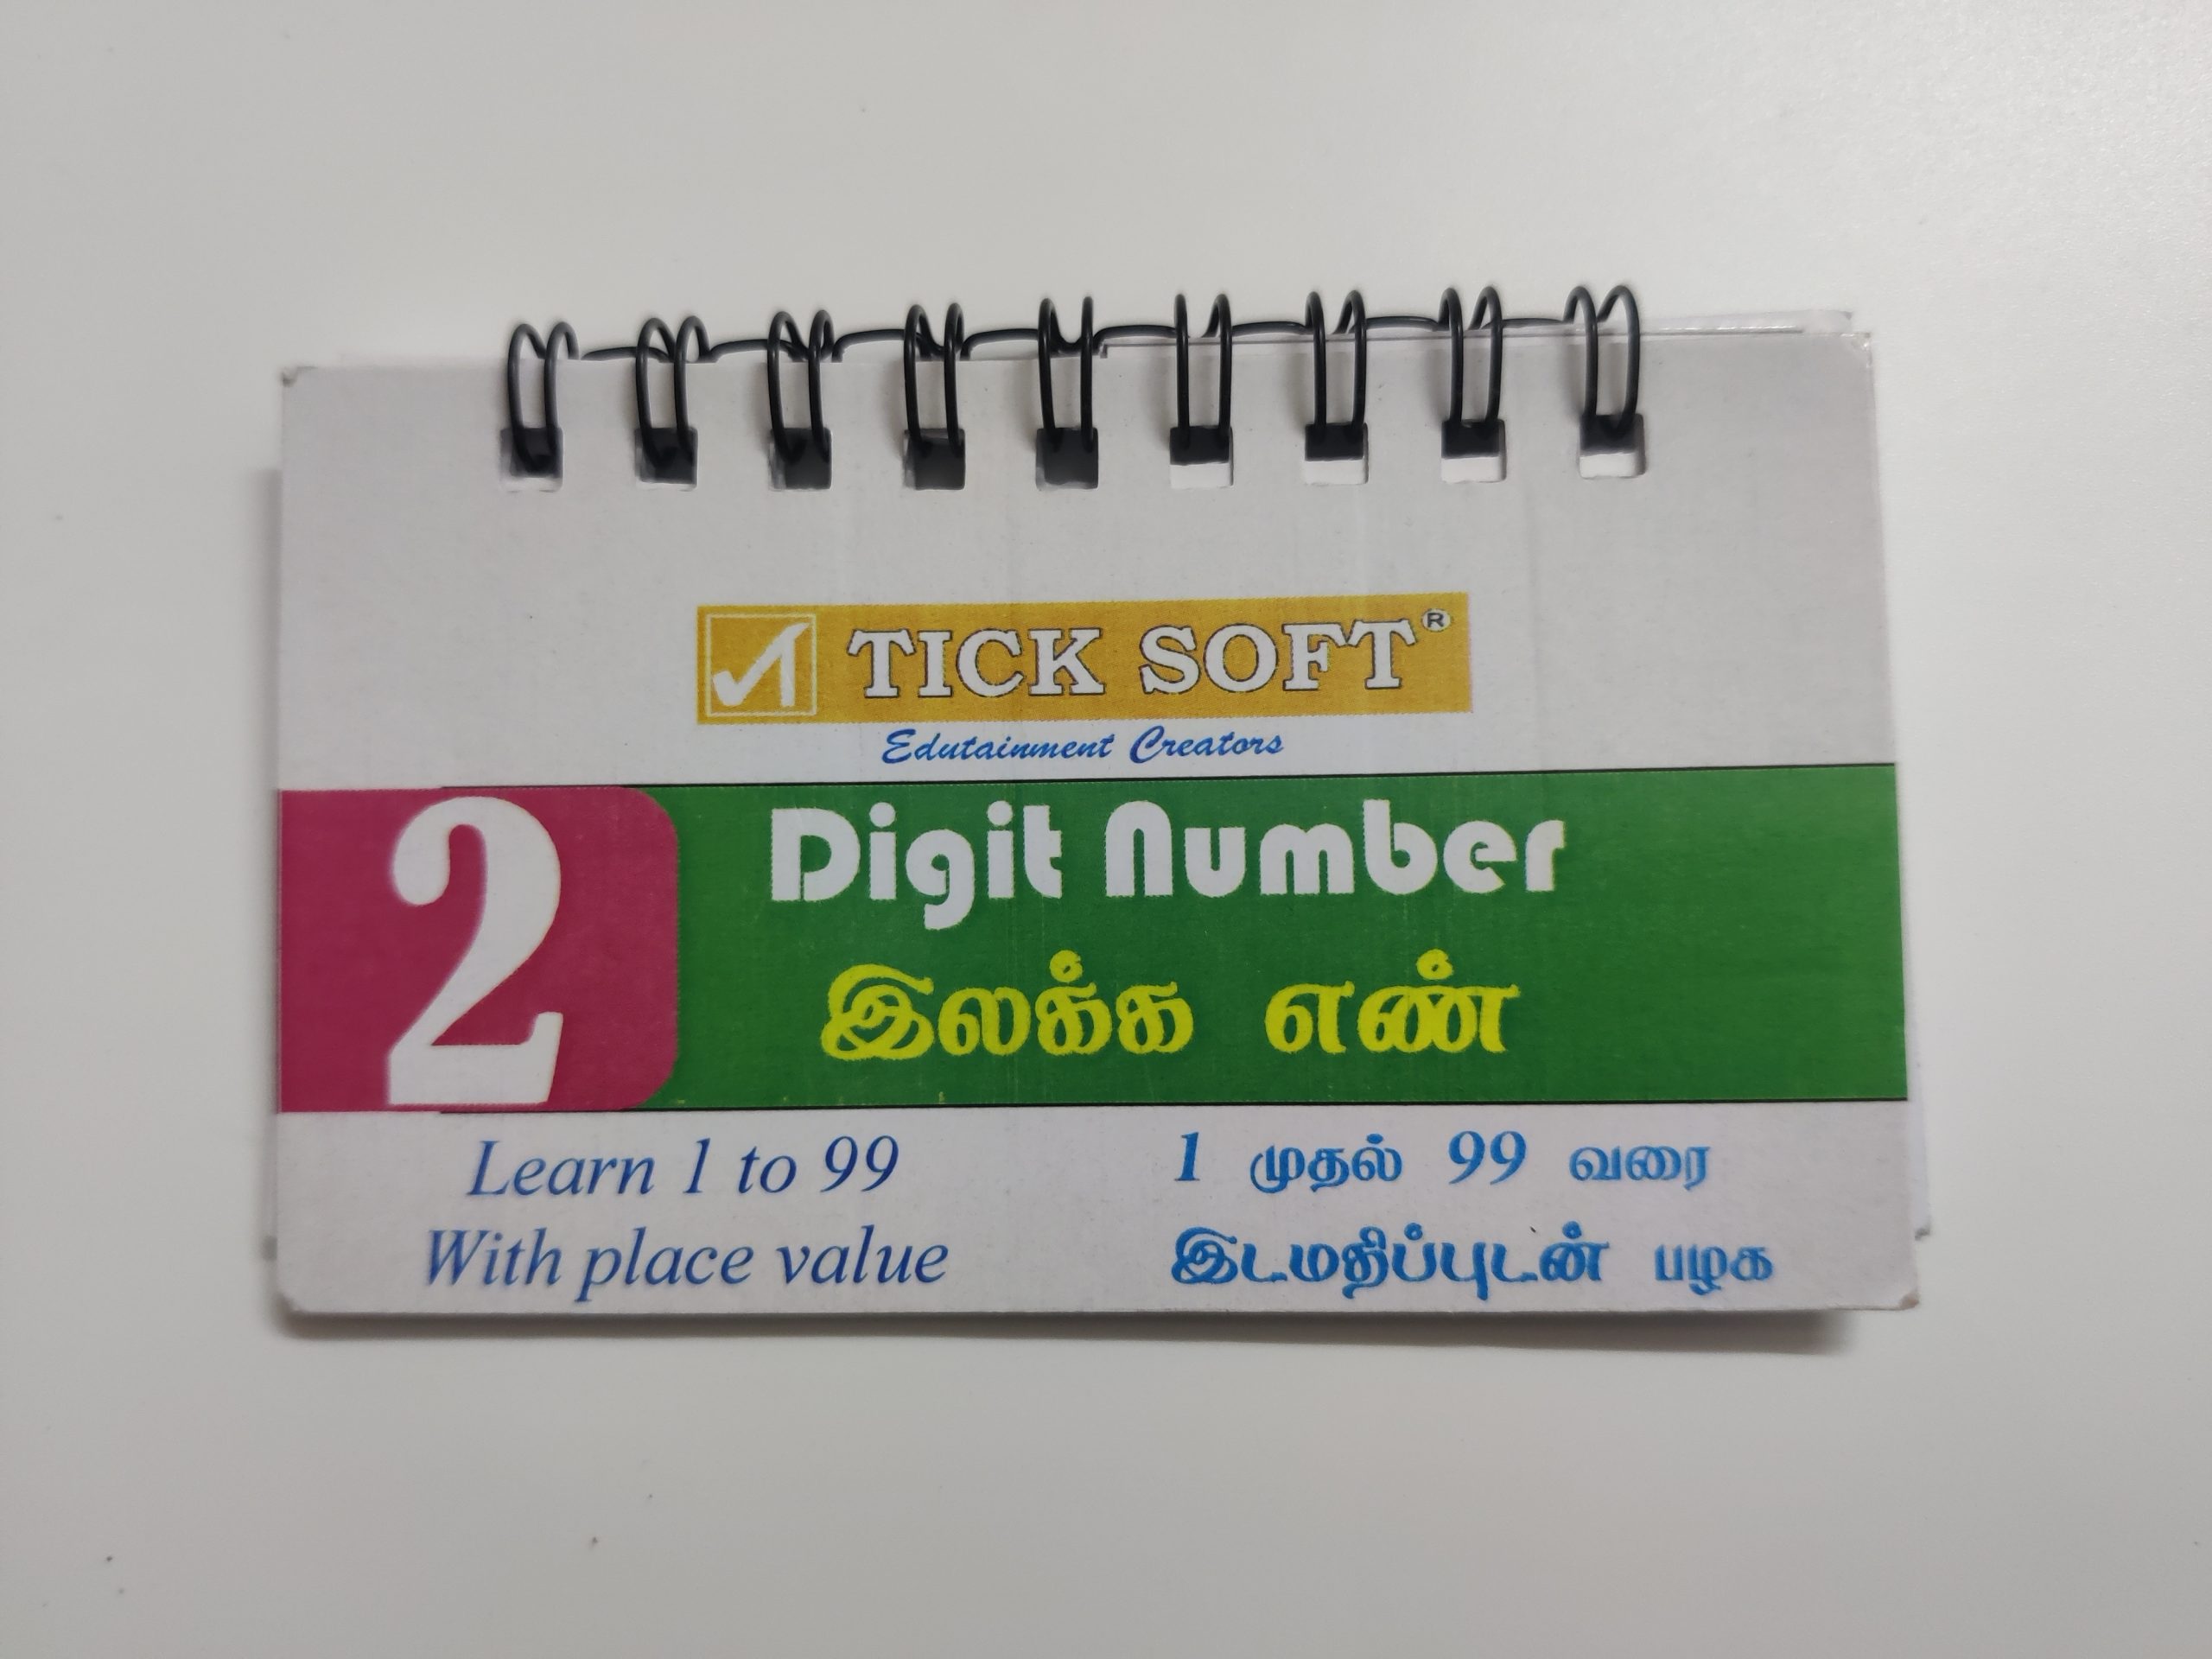 TICK SOFT®
Edutainment Creators
2 Digit Number
இலக்க எண்
Learn 1 to 99
With place value
1 முதல் 99 வரை
இடமதிப்புடன் பழக